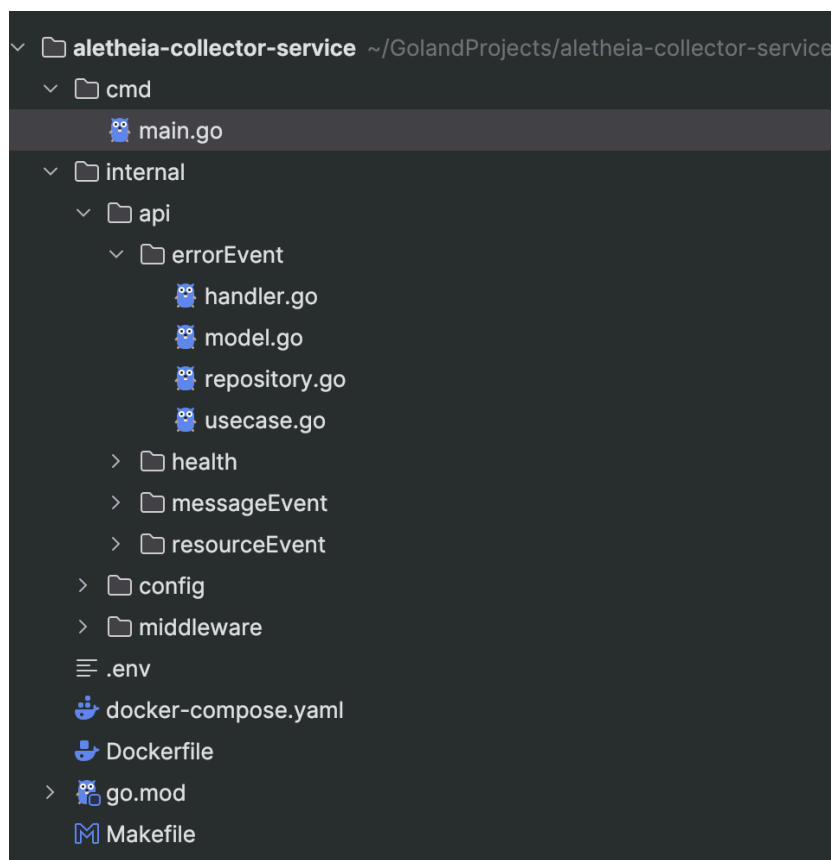 aletheia-collector-service ~/GolandProjects/aletheia-collector-service
cmd
main.go
internal
api
errorEvent
handler.go
model.go
repository.go
usecase.go
health
messageEvent
resourceEvent
config
middleware
.env
docker-compose.yaml
Dockerfile
go.mod
Makefile